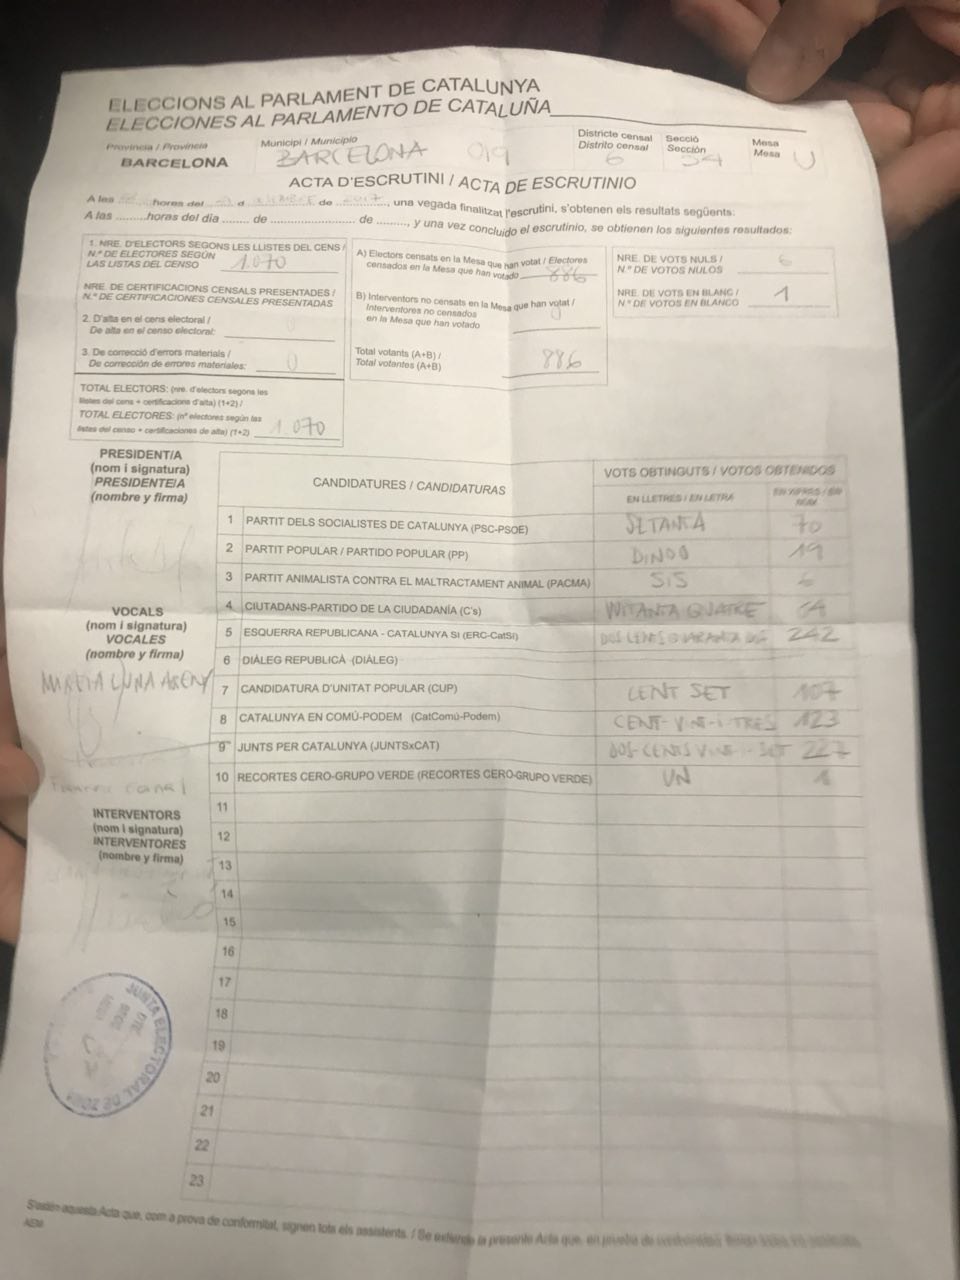 ELECCIONS AL PARLAMENT DE CATALUNYA
ELECCIONES AL PARLAMENTO DE CATALUÑA
Provincia / Provincia
BARCELONA
Municipi / Municipio
BARCELONA 019
Districte censal
Distrito censal
6
Secció
Sección
54
Mesa
Mesa
U
ACTA D'ESCRUTINI / ACTA DE ESCRUTINIO
A les hores del d de 2017, una vegada finalitzat l'escrutini, s'obtenen els resultats següents:
A las .........horas del día ....... de ...................... de ........, y una vez concluido el escrutinio, se obtienen los siguientes resultados:
1. NRE. D'ELECTORS SEGONS LES LLISTES DEL CENS /
N.º DE ELECTORES SEGÚN
LAS LISTAS DEL CENSO 1.070
NRE. DE CERTIFICACIONS CENSALS PRESENTADES /
N.º DE CERTIFICACIONES CENSALES PRESENTADAS
2. D'alta en el cens electoral /
De alta en el censo electoral: 0
3. De correcció d'errors materials /
De corrección de errores materiales: 0
TOTAL ELECTORS: (nre. d'electors segons les
llistes del cens + certificacions d'alta) (1+2) /
TOTAL ELECTORES: (nº electores según las
listas del censo + certificaciones de alta) (1+2) 1.070
A) Electors censats en la Mesa que han votat / Electores
censados en la Mesa que han votado 886
B) Interventors no censats en la Mesa que han votat /
Interventores no censados
en la Mesa que han votado 0
Total votants (A+B) /
Total votantes (A+B) 886
NRE. DE VOTS NULS /
N.º DE VOTOS NULOS 6
NRE. DE VOTS EN BLANC /
N.º DE VOTOS EN BLANCO 1
PRESIDENT/A
(nom i signatura)
PRESIDENTE/A
(nombre y firma)
VOCALS
(nom i signatura)
VOCALES
(nombre y firma)
MARIA LUNA
INTERVENTORS
(nom i signatura)
INTERVENTORES
(nombre y firma)
CANDIDATURES / CANDIDATURAS
VOTS OBTINGUTS / VOTOS OBTENIDOS
EN LLETRES / EN LETRA
EN XIFRES / EN NÚM.
1 PARTIT DELS SOCIALISTES DE CATALUNYA (PSC-PSOE) SETANTA 70
2 PARTIT POPULAR / PARTIDO POPULAR (PP) DINOU 19
3 PARTIT ANIMALISTA CONTRA EL MALTRACTAMENT ANIMAL (PACMA) SIS 6
4 CIUTADANS-PARTIDO DE LA CIUDADANÍA (C's) WITANTA QUATRE 84
5 ESQUERRA REPUBLICANA - CATALUNYA SI (ERC-CatSí) DOS CENTS QUARANTA DOS 242
6 DIÀLEG REPUBLICÀ (DIÀLEG)
7 CANDIDATURA D'UNITAT POPULAR (CUP) CENT SET 107
8 CATALUNYA EN COMÚ-PODEM (CatComú-Podem) CENT-VINT-I-TRES 123
9 JUNTS PER CATALUNYA (JUNTSxCAT) DOS-CENTS VINT-I-SET 227
10 RECORTES CERO-GRUPO VERDE (RECORTES CERO-GRUPO VERDE) UN 1
11
12
13
14
15
16
17
18
19
20
21
22
23
JUNTA ELECTORAL DE ZONA
S'estén aquesta Acta que, com a prova de conformitat, signen tots els assistents. / Se extiende la presente Acta que, en prueba de conformidad